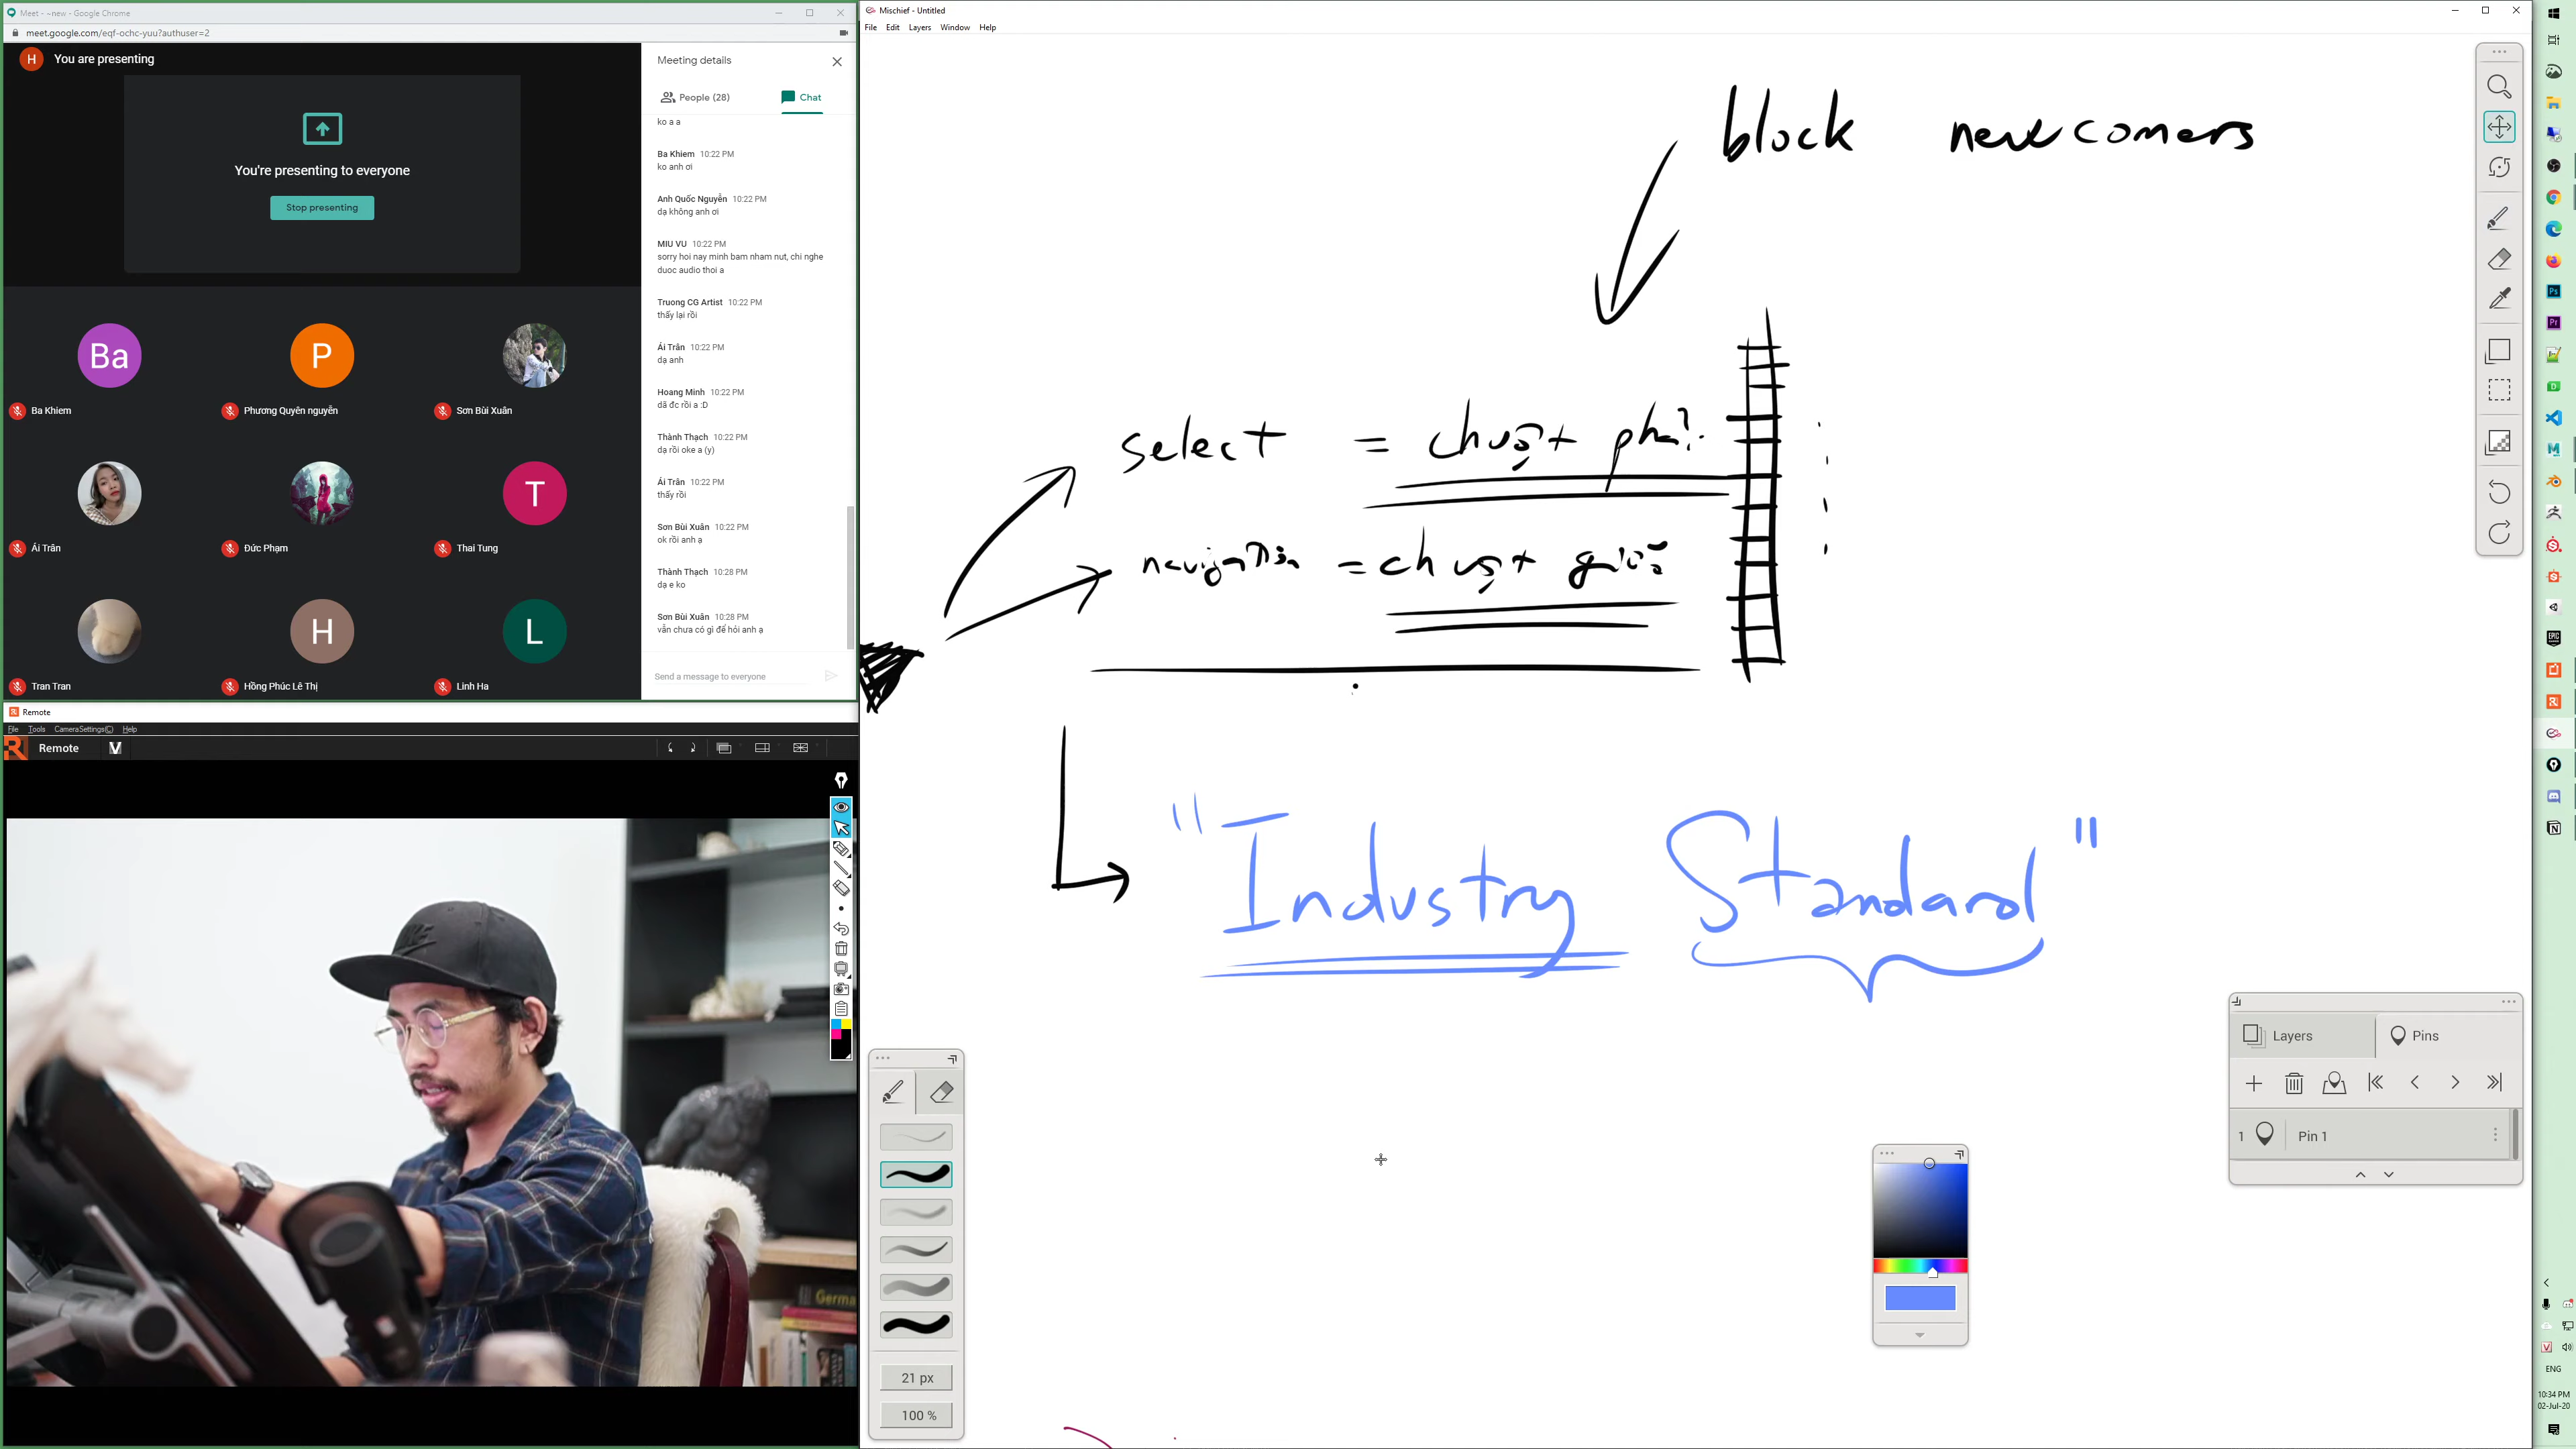 Meet - ~new - Google Chrome
meet.google.com/eqf-ochc-yuu?authuser=2
H You are presenting
You're presenting to everyone
Stop presenting
Ba
P
Ba Khiem
Phương Quyên nguyễn
Sơn Bùi Xuân
T
Ái Trân
Đức Phạm
Thai Tung
H
L
Tran Tran
Hồng Phúc Lê Thị
Linh Ha
Meeting details
People (28)
Chat
ko a a
Ba Khiem 10:22 PM
ko anh ơi
Anh Quốc Nguyễn 10:22 PM
dạ không anh ơi
MIU VU 10:22 PM
sorry hoi nay minh bam nham nut, chi nghe
duoc audio thoi a
Truong CG Artist 10:22 PM
thấy lại rồi
Ái Trân 10:22 PM
dạ anh
Hoang Minh 10:22 PM
dã đc rồi a :D
Thành Thạch 10:22 PM
dạ rồi oke a (y)
Ái Trân 10:22 PM
thấy rồi
Sơn Bùi Xuân 10:22 PM
ok rồi anh ạ
Thành Thạch 10:28 PM
dạ e ko
Sơn Bùi Xuân 10:28 PM
vẫn chưa có gì để hỏi anh ạ
Send a message to everyone
Remote
File Tools CameraSettings(C) Help
Remote V
Germa
Mischief - Untitled
File Edit Layers Window Help
block newcomers
select = chuột phải
navigation = chuột giữa
"Industry Standard"
21 px
100 %
Layers
Pins
1 Pin 1
Ps
Pr
D
M
EPIC
ENG
10:34 PM
02-Jul-20